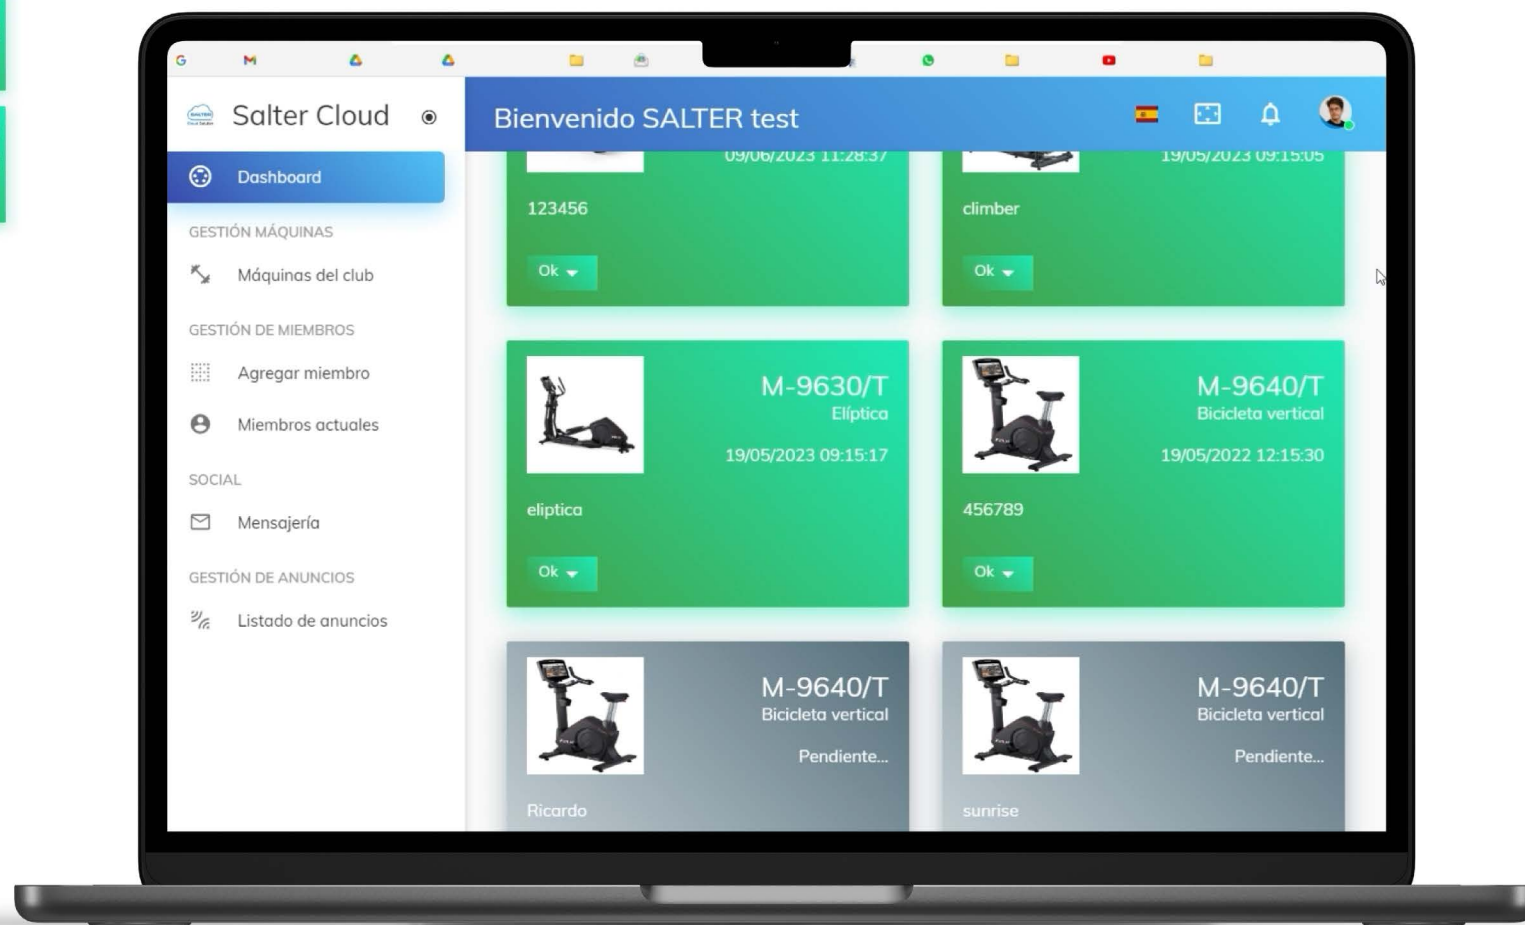 Salter Cloud
Bienvenido SALTER test
Dashboard
GESTIÓN MÁQUINAS
Máquinas del club
GESTIÓN DE MIEMBROS
Agregar miembro
Miembros actuales
SOCIAL
Mensajería
GESTIÓN DE ANUNCIOS
Listado de anuncios
09/06/2023 11:28:37
123456
Ok
19/05/2023 09:15:05
climber
Ok
M-9630/T
Elíptica
19/05/2023 09:15:17
eliptica
Ok
M-9640/T
Bicicleta vertical
19/05/2022 12:15:30
456789
Ok
M-9640/T
Bicicleta vertical
Pendiente...
Ricardo
M-9640/T
Bicicleta vertical
Pendiente...
sunrise